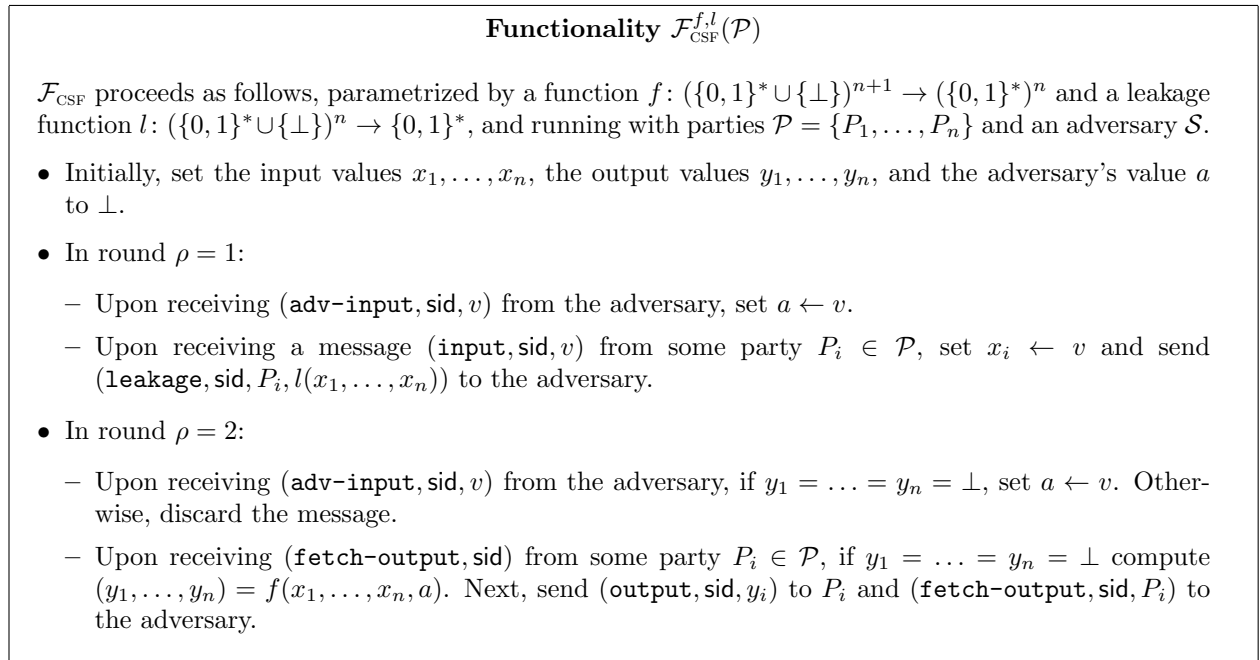 Functionality $\mathcal{F}_{\text{CSF}}^{f,l}(\mathcal{P})$
$\mathcal{F}_{\text{CSF}}$ proceeds as follows, parametrized by a function $f\colon (\{0,1\}^* \cup \{\bot\})^{n+1} \to (\{0,1\}^*)^n$ and a leakage
function $l\colon (\{0,1\}^* \cup \{\bot\})^n \to \{0,1\}^*$, and running with parties $\mathcal{P} = \{P_1, \ldots, P_n\}$ and an adversary $\mathcal{S}$.
• Initially, set the input values $x_1, \ldots, x_n$, the output values $y_1, \ldots, y_n$, and the adversary's value $a$
to $\bot$.
• In round $\rho = 1$:
– Upon receiving (adv-input, sid, $v$) from the adversary, set $a \leftarrow v$.
– Upon receiving a message (input, sid, $v$) from some party $P_i \in \mathcal{P}$, set $x_i \leftarrow v$ and send
(leakage, sid, $P_i$, $l(x_1, \ldots, x_n)$) to the adversary.
• In round $\rho = 2$:
– Upon receiving (adv-input, sid, $v$) from the adversary, if $y_1 = \ldots = y_n = \bot$, set $a \leftarrow v$. Other-
wise, discard the message.
– Upon receiving (fetch-output, sid) from some party $P_i \in \mathcal{P}$, if $y_1 = \ldots = y_n = \bot$ compute
$(y_1, \ldots, y_n) = f(x_1, \ldots, x_n, a)$. Next, send (output, sid, $y_i$) to $P_i$ and (fetch-output, sid, $P_i$) to
the adversary.